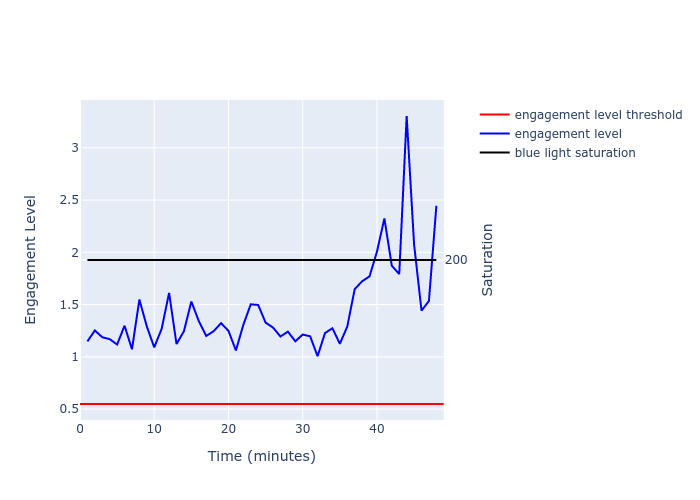 engagement level threshold
engagement level
blue light saturation
Engagement Level
3
2.5
2
1.5
1
0.5
200
Saturation
0
10
20
30
40
Time (minutes)